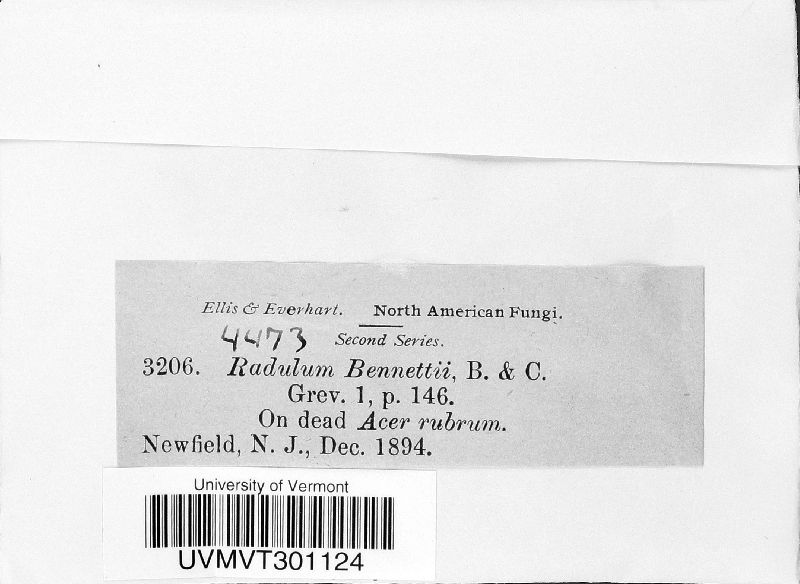 Ellis & Everhart. North American Fungi.
4473 Second Series.
3206. Radulum Bennettii, B. & C.
Grev. 1, p. 146.
On dead Acer rubrum.
Newfield, N. J., Dec. 1894.
University of Vermont
UVMVT301124